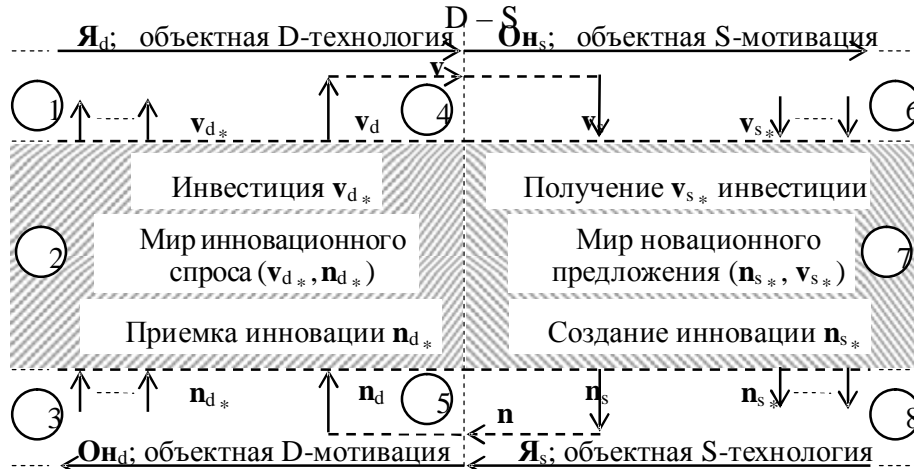 D – S
Яd; объектная D-технология Онs; объектная S-мотивация
v
1 4 6
vd* vd v vs*
Инвестиция vd* Получение vs* инвестиции
2 Мир инновационного Мир новационного 7
спроса (vd*, nd*) предложения (ns*, vs*)
Приемка инновации nd* Создание инновации ns*
3 nd* nd 5 ns ns* 8
n
Онd; объектная D-мотивация Яs; объектная S-технология